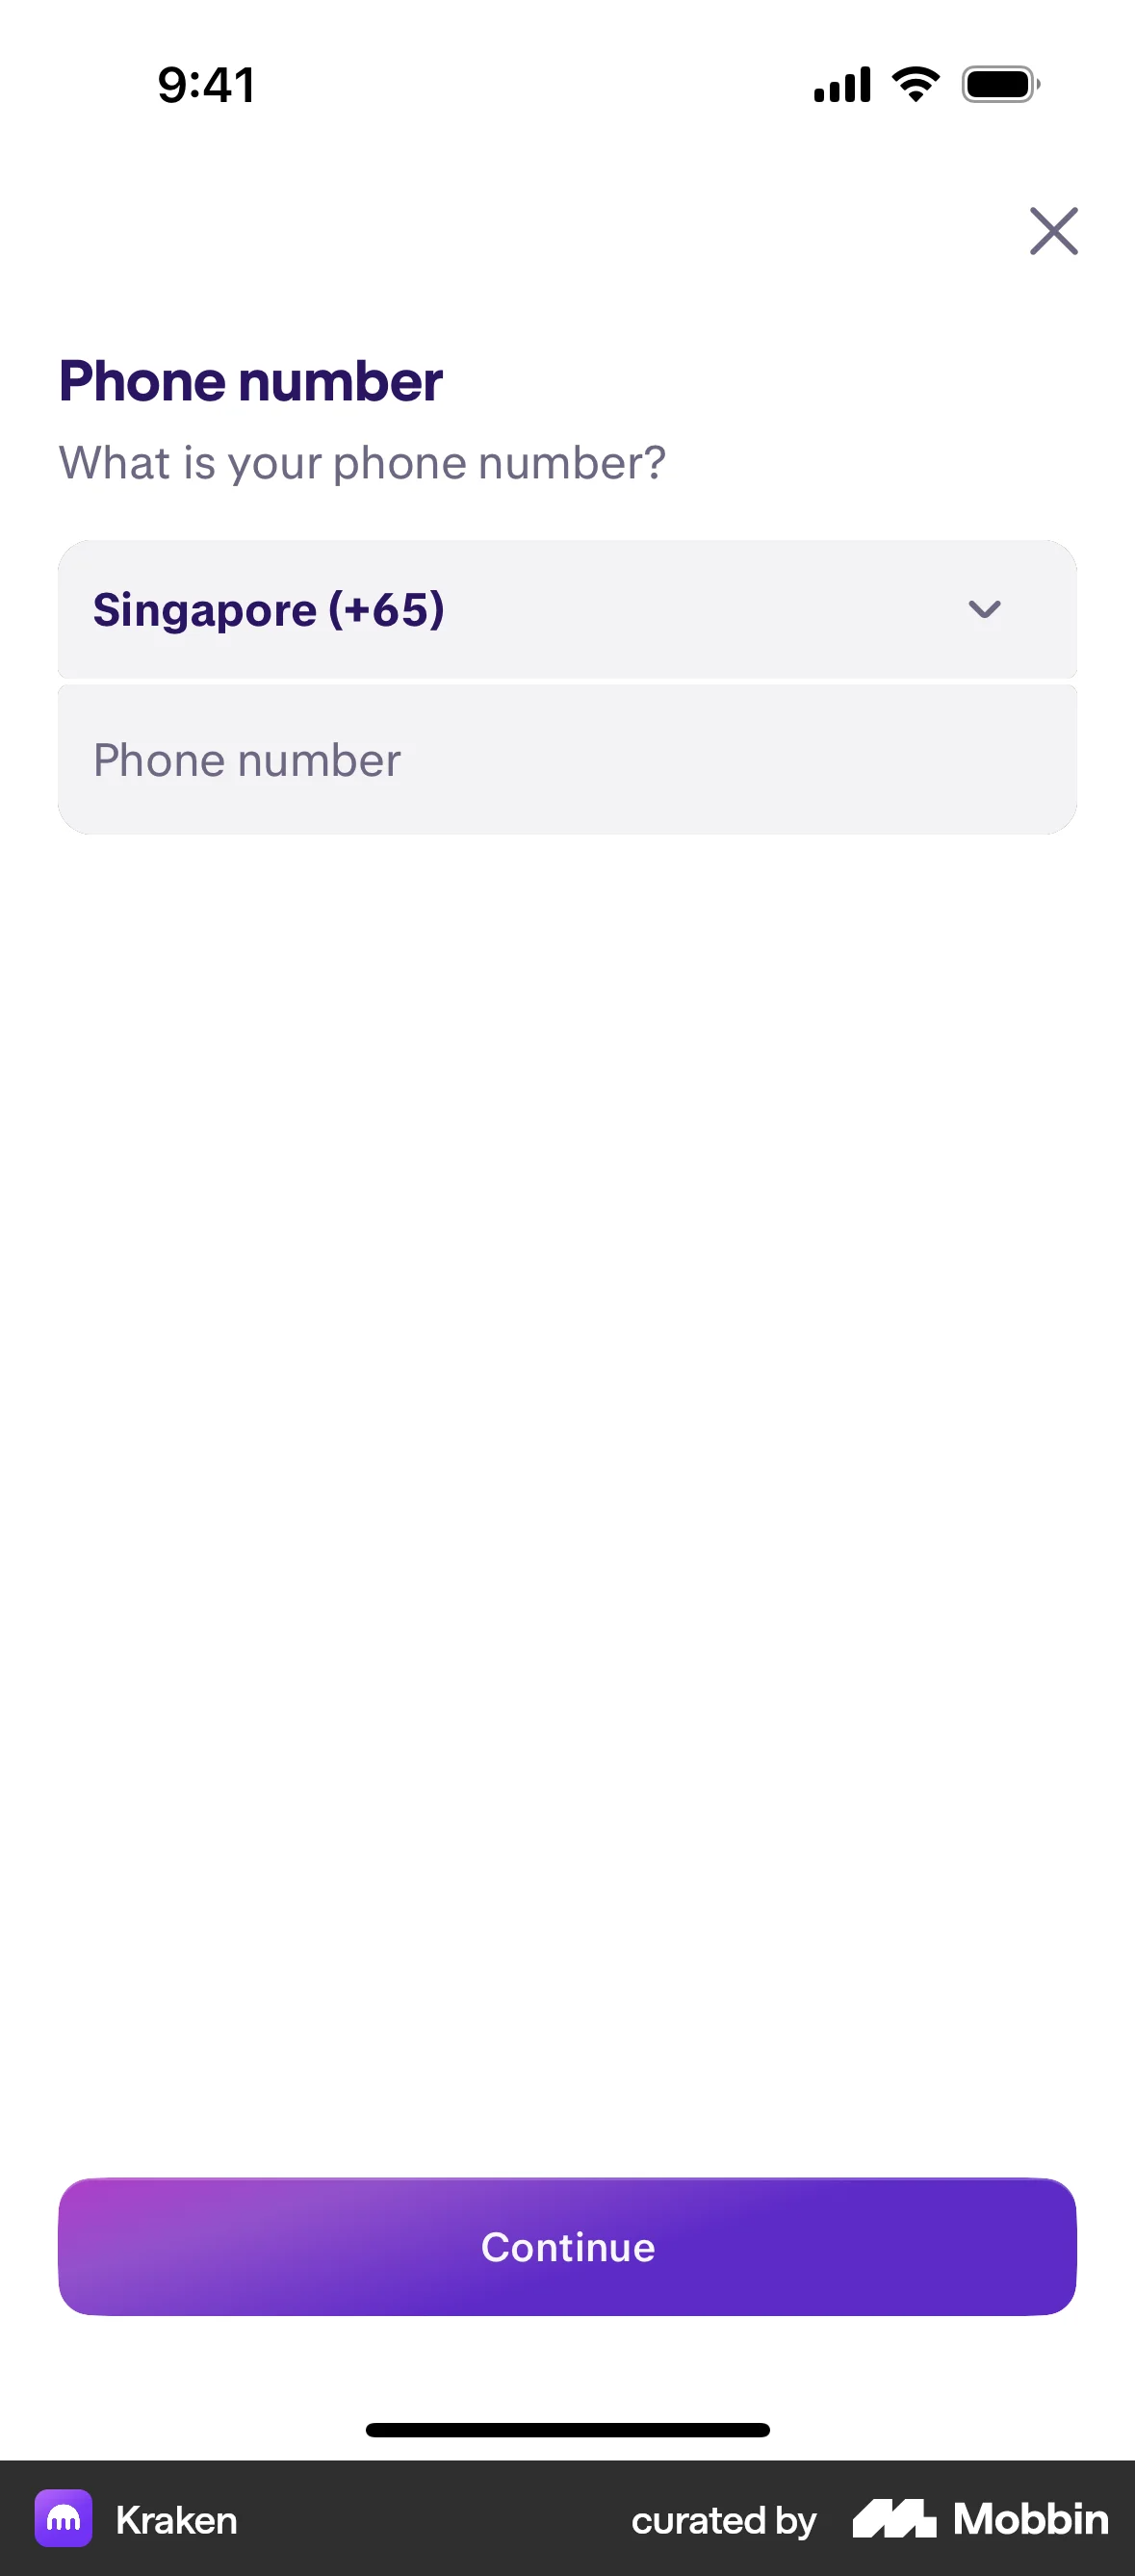 9:41
Phone number
What is your phone number?
Singapore (+65)
Phone number
Continue
Kraken
curated by Mobbin